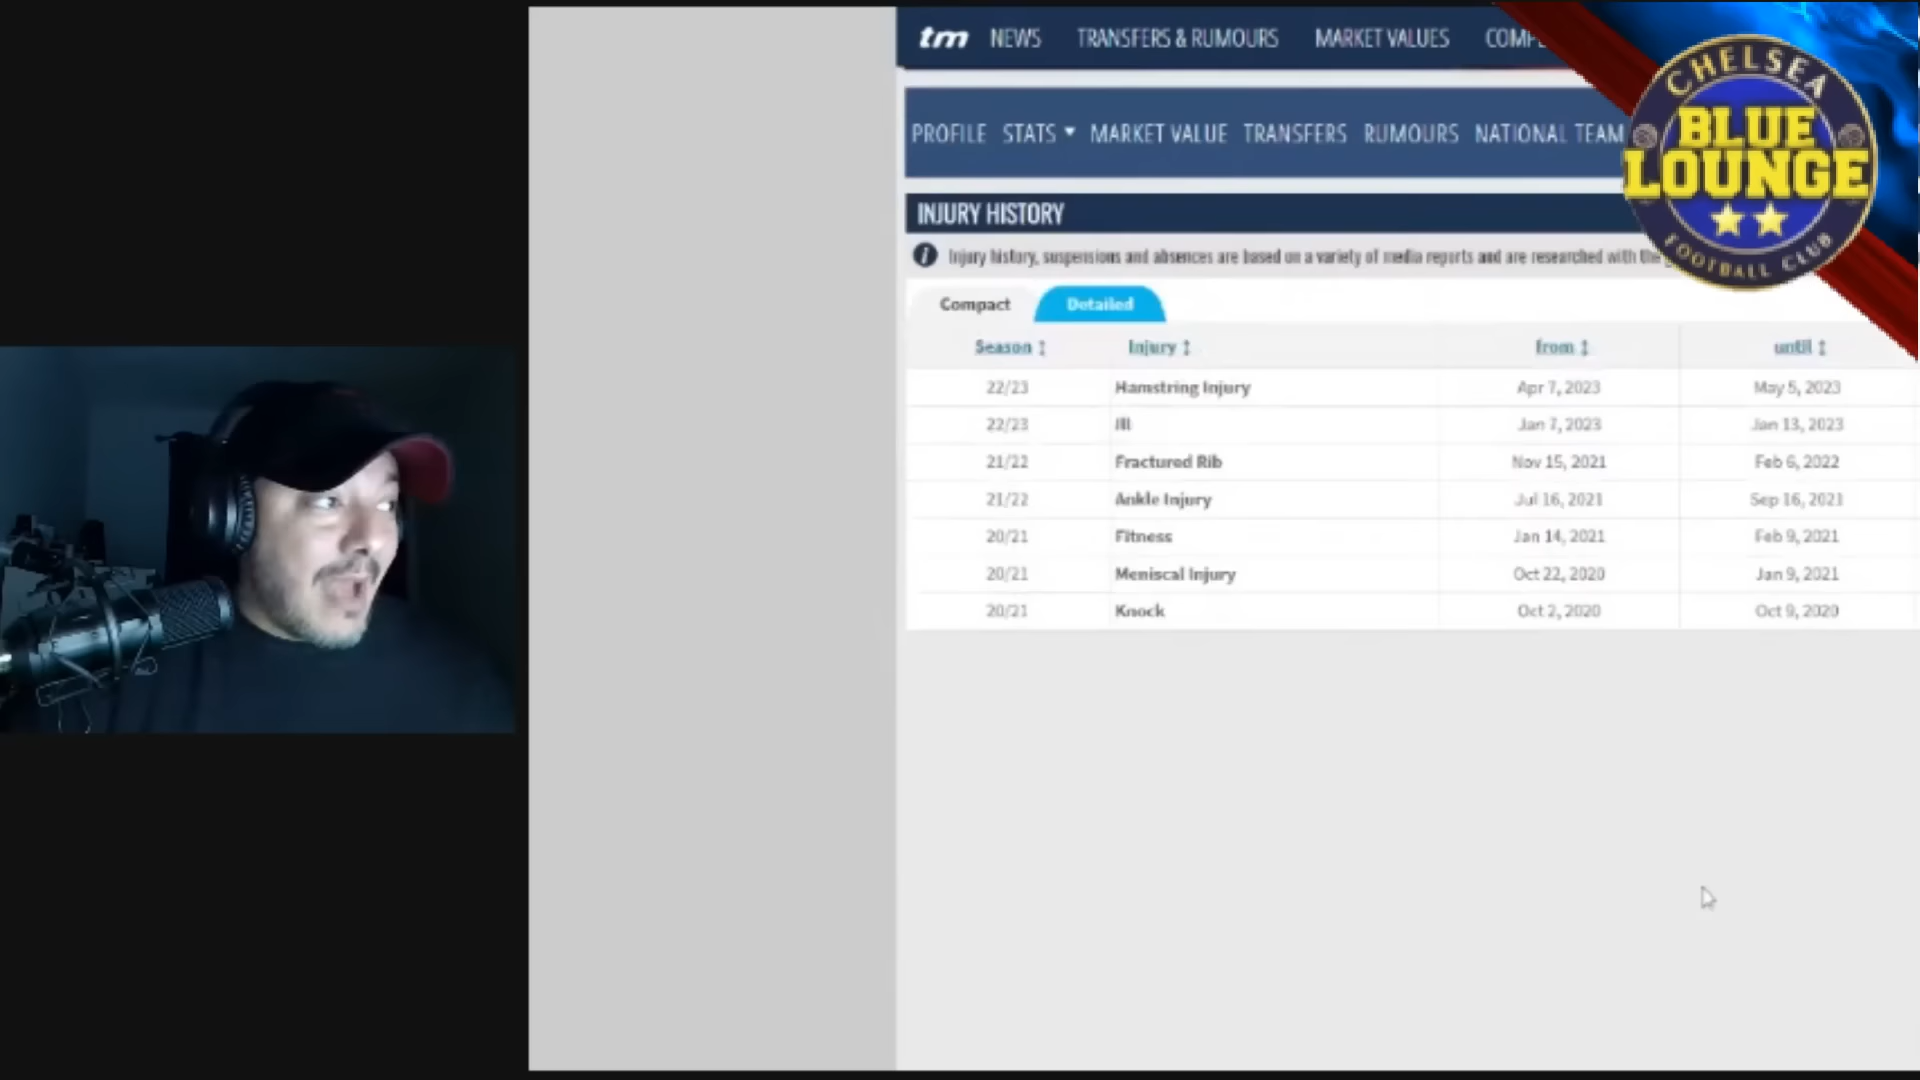 tm NEWS TRANSFERS & RUMOURS MARKET VALUES
PROFILE STATS MARKET VALUE TRANSFERS RUMOURS NATIONAL TEAM
CHELSEA
BLUE
LOUNGE
FOOTBALL CLUB
INJURY HISTORY
Injury history, suspensions and absences are based on a variety of media reports and are researched with the
Compact Detailed
Season Injury from until
22/23 Hamstring Injury Apr 7, 2023 May 5, 2023
22/23 Ill Jan 7, 2023 Jan 13, 2023
21/22 Fractured Rib Nov 15, 2021 Feb 6, 2022
21/22 Ankle Injury Jul 16, 2021 Sep 16, 2021
20/21 Fitness Jan 14, 2021 Feb 9, 2021
20/21 Meniscal Injury Oct 22, 2020 Jan 9, 2021
20/21 Knock Oct 2, 2020 Oct 9, 2020